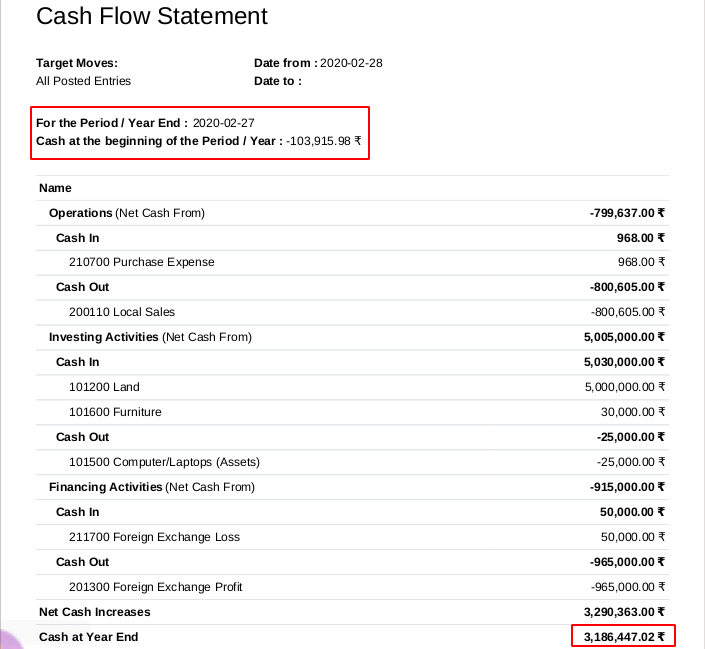 Cash Flow Statement
Target Moves: Date from : 2020-02-28
All Posted Entries Date to :
For the Period / Year End : 2020-02-27
Cash at the beginning of the Period / Year : -103,915.98 ₹
Name
Operations (Net Cash From) -799,637.00 ₹
Cash In 968.00 ₹
210700 Purchase Expense 968.00 ₹
Cash Out -800,605.00 ₹
200110 Local Sales -800,605.00 ₹
Investing Activities (Net Cash From) 5,005,000.00 ₹
Cash In 5,030,000.00 ₹
101200 Land 5,000,000.00 ₹
101600 Furniture 30,000.00 ₹
Cash Out -25,000.00 ₹
101500 Computer/Laptops (Assets) -25,000.00 ₹
Financing Activities (Net Cash From) -915,000.00 ₹
Cash In 50,000.00 ₹
211700 Foreign Exchange Loss 50,000.00 ₹
Cash Out -965,000.00 ₹
201300 Foreign Exchange Profit -965,000.00 ₹
Net Cash Increases 3,290,363.00 ₹
Cash at Year End 3,186,447.02 ₹